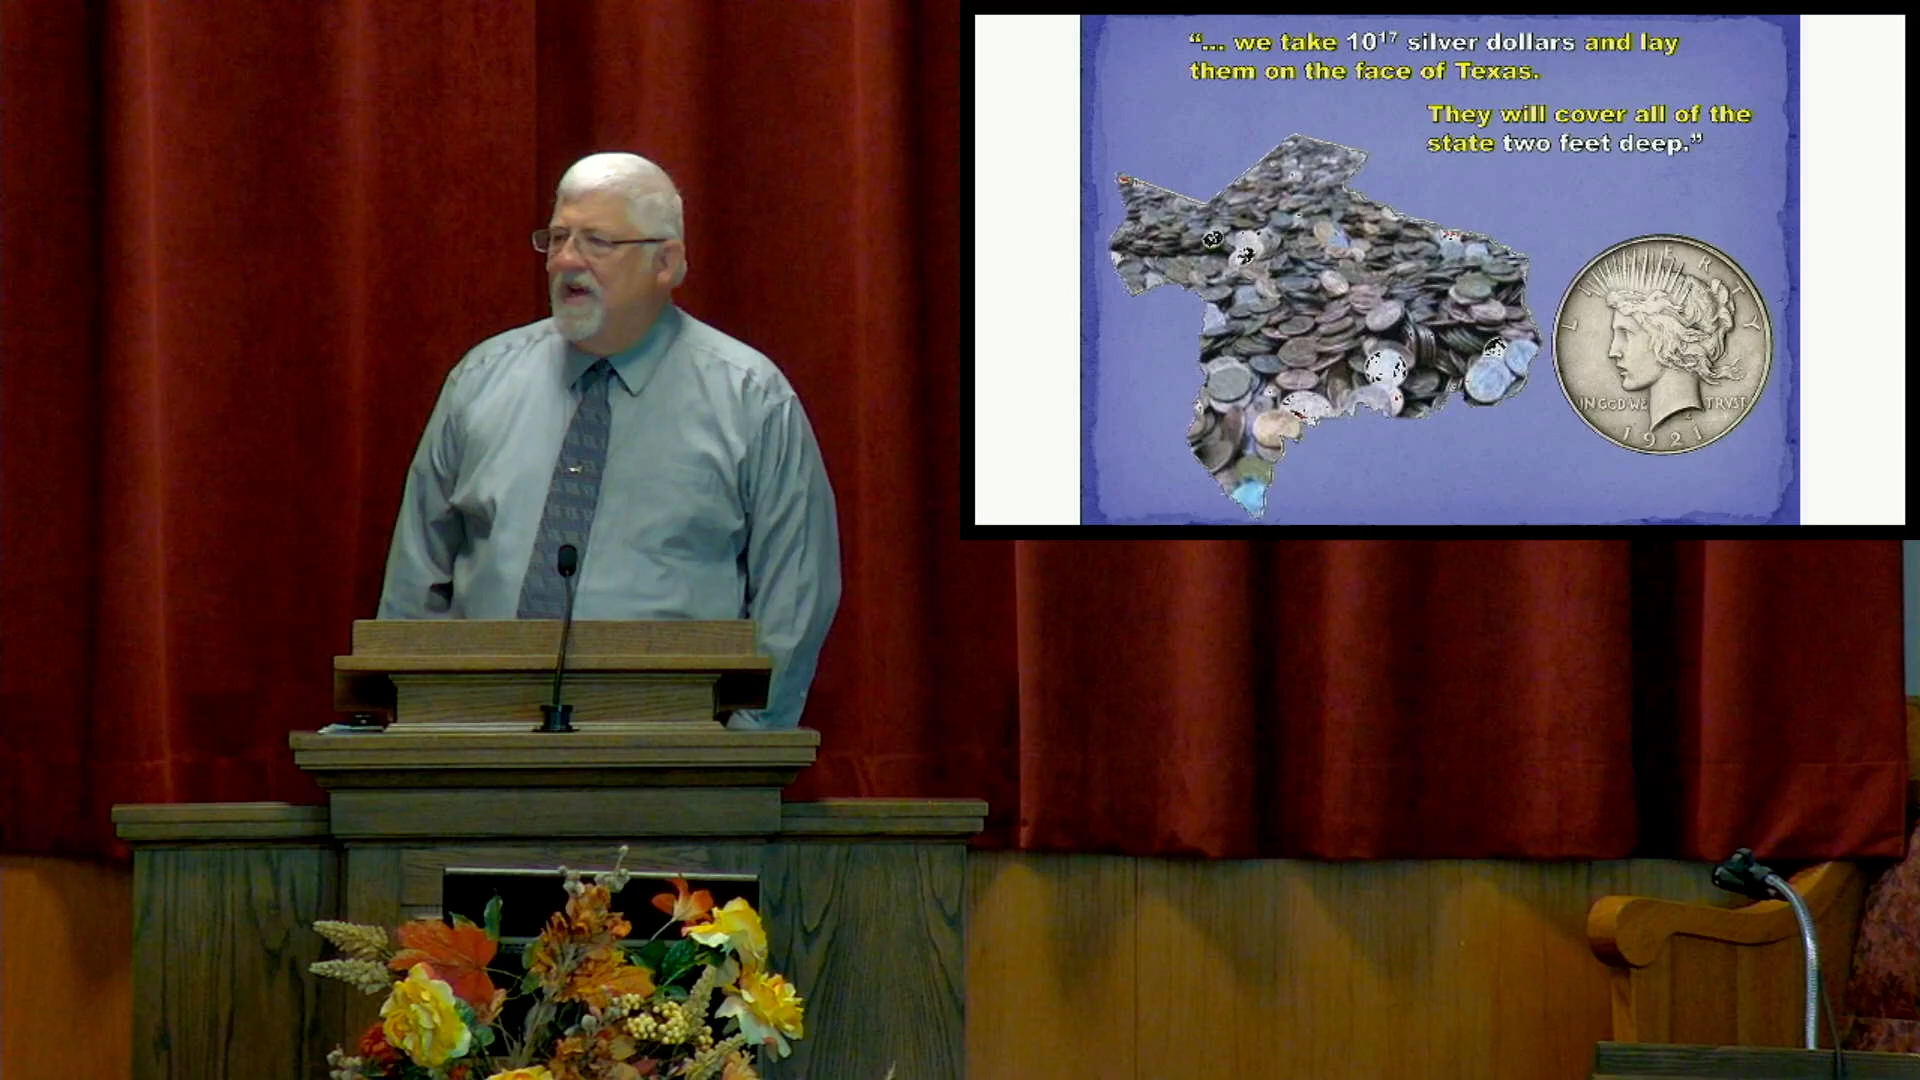 “... we take 10¹⁷ silver dollars and lay
them on the face of Texas.
They will cover all of the
state two feet deep.”
LIBERTY
IN GOD WE TRVST
1921